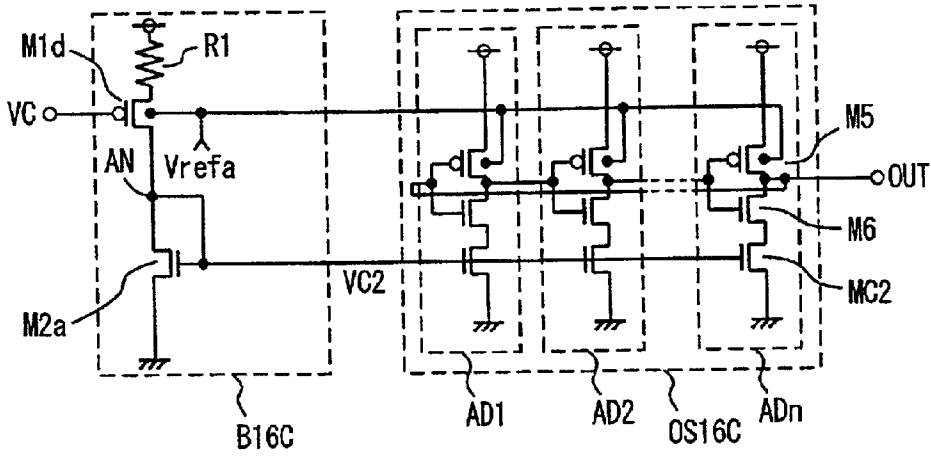 M1d
R1
VC
AN
Vrefa
M5
OUT
M6
VC2
MC2
M2a
AD1
AD2
ADn
B16C
OS16C